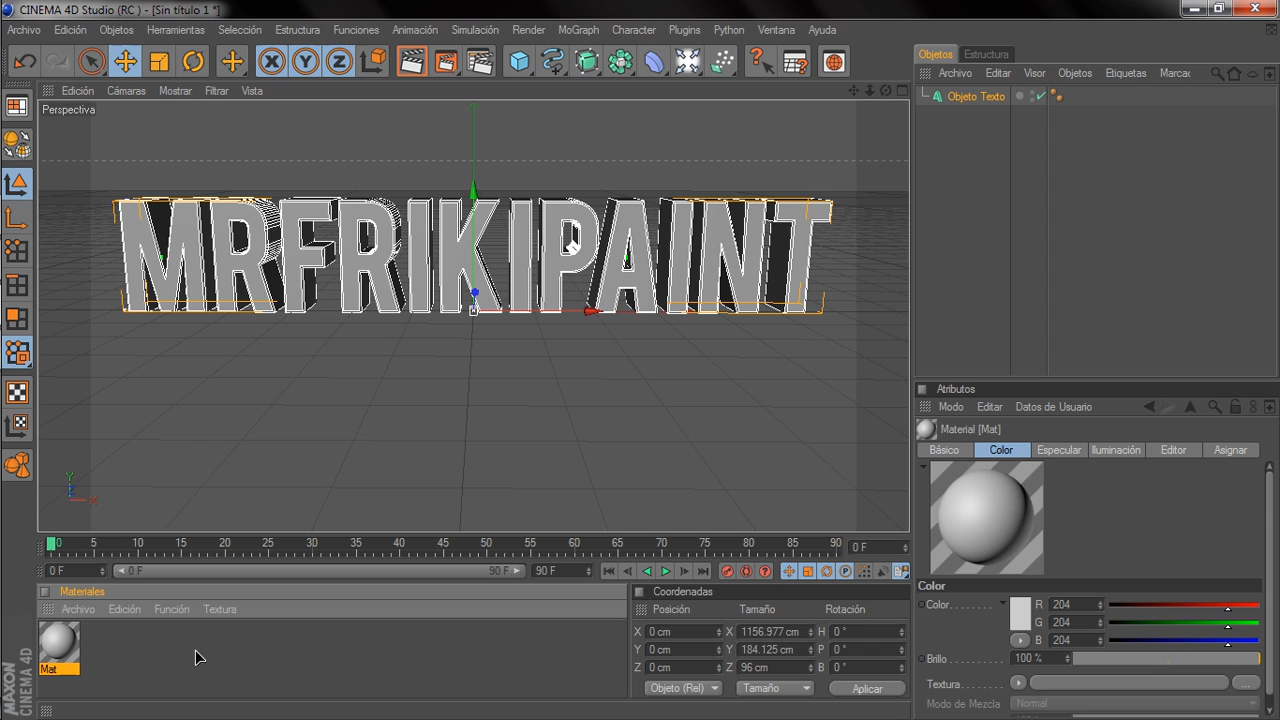 CINEMA 4D Studio (RC ) - [Sin título 1 *]
Archivo Edición Objetos Herramientas Selección Estructura Funciones Animación Simulación Render MoGraph Character Plugins Python Ventana Ayuda
X Y Z
Edición Cámaras Mostrar Filtrar Vista
Perspectiva
MRFRIKIPAINT
Y
Z
X
Objetos Estructura
Archivo Editar Visor Objetos Etiquetas Marca
Objeto Texto
Atributos
Modo Editar Datos de Usuario
Material [Mat]
Básico Color Especular Iluminación Editor Asignar
Color
Color R 204
G 204
B 204
Brillo 100 %
Textura
Modo de Mezcla Normal
0 5 10 15 20 25 30 35 40 45 50 55 60 65 70 75 80 85 90 0 F
0 F 0 F 90 F 90 F
Materiales
Archivo Edición Función Textura
Mat
Coordenadas
Posición Tamaño Rotación
X 0 cm X 1156.977 cm H 0 °
Y 0 cm Y 184.125 cm P 0 °
Z 0 cm Z 96 cm B 0 °
Objeto (Rel) Tamaño Aplicar
MAXON
CINEMA 4D